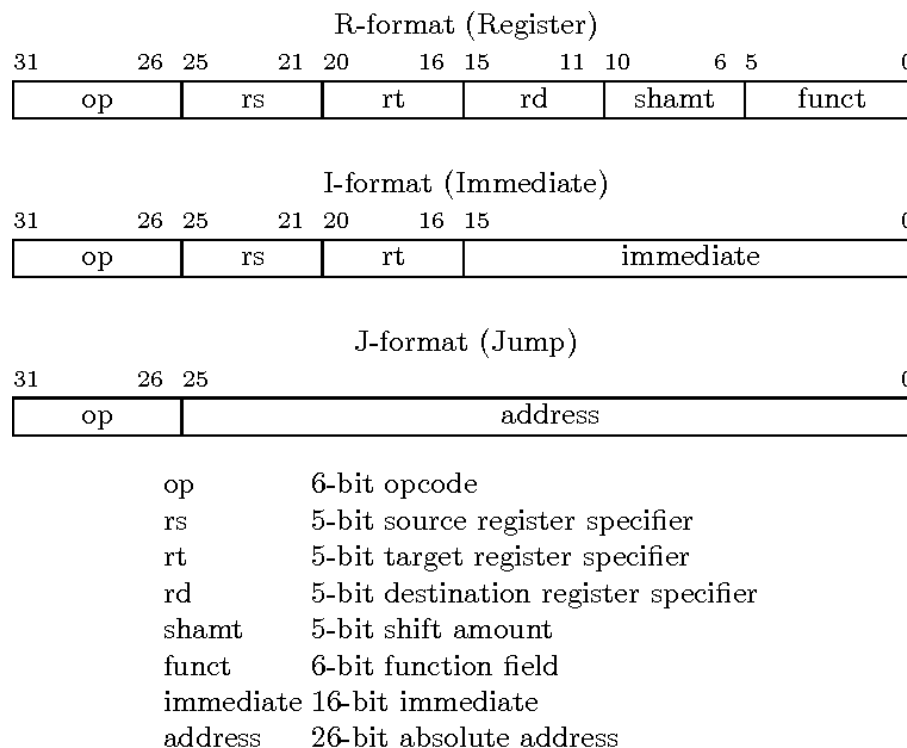 R-format (Register)
31 26 25 21 20 16 15 11 10 6 5 0
op rs rt rd shamt funct
I-format (Immediate)
31 26 25 21 20 16 15 0
op rs rt immediate
J-format (Jump)
31 26 25 0
op address
op 6-bit opcode
rs 5-bit source register specifier
rt 5-bit target register specifier
rd 5-bit destination register specifier
shamt 5-bit shift amount
funct 6-bit function field
immediate 16-bit immediate
address 26-bit absolute address